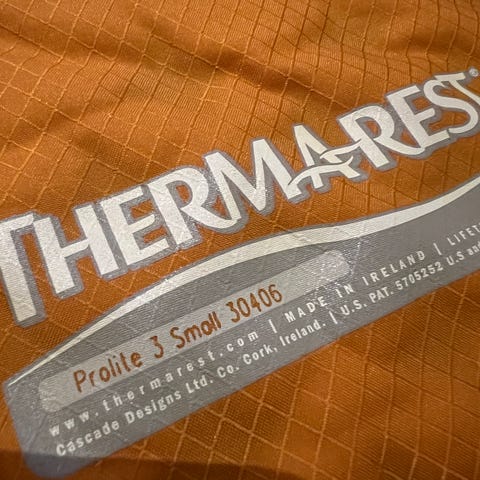 THERMAREST®
Prolite 3 Small 30406
www.thermarest.com | MADE IN IRELAND |
Cascade Designs Ltd. Co. Cork, Ireland. | U.S. PAT. 5705252 U.S and